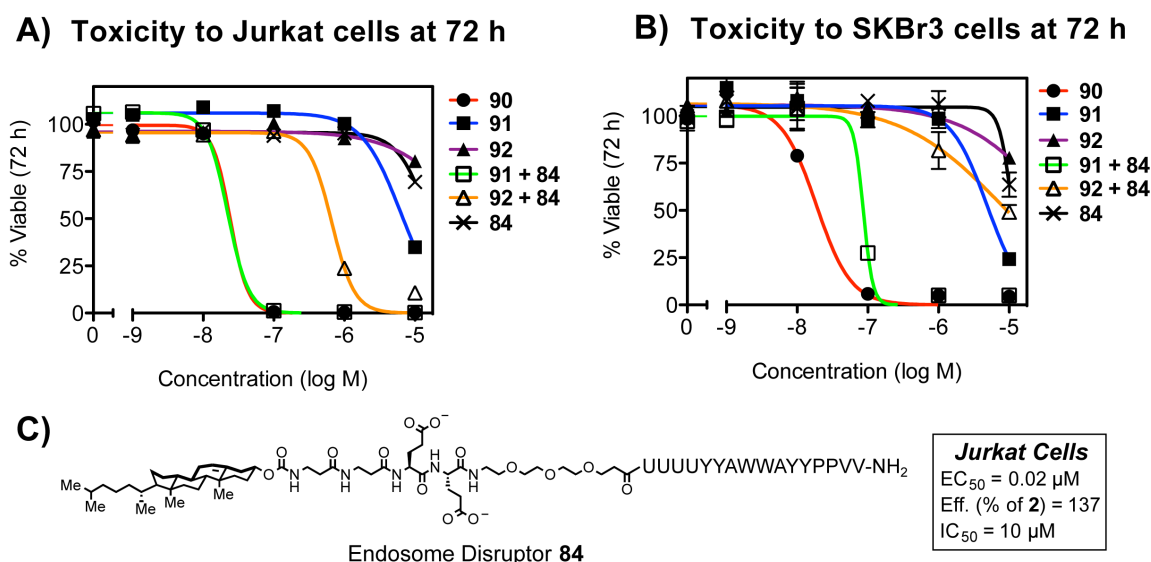 A) Toxicity to Jurkat cells at 72 h
% Viable (72 h)
100
75
50
25
0
0 -9 -8 -7 -6 -5
Concentration (log M)
90
91
92
91 + 84
92 + 84
84
B) Toxicity to SKBr3 cells at 72 h
% Viable (72 h)
100
75
50
25
0
0 -9 -8 -7 -6 -5
Concentration (log M)
90
91
92
91 + 84
92 + 84
84
C)
Me
Me
Me
Me
Me
O
O
N
H
O
N
H
O
N
H
O
O⁻
O
H
N
O
O
O⁻
N
H
O
O
O
O
UUUUYYAWWAYYPPVV-NH₂
Endosome Disruptor 84
Jurkat Cells
EC₅₀ = 0.02 µM
Eff. (% of 2) = 137
IC₅₀ = 10 µM